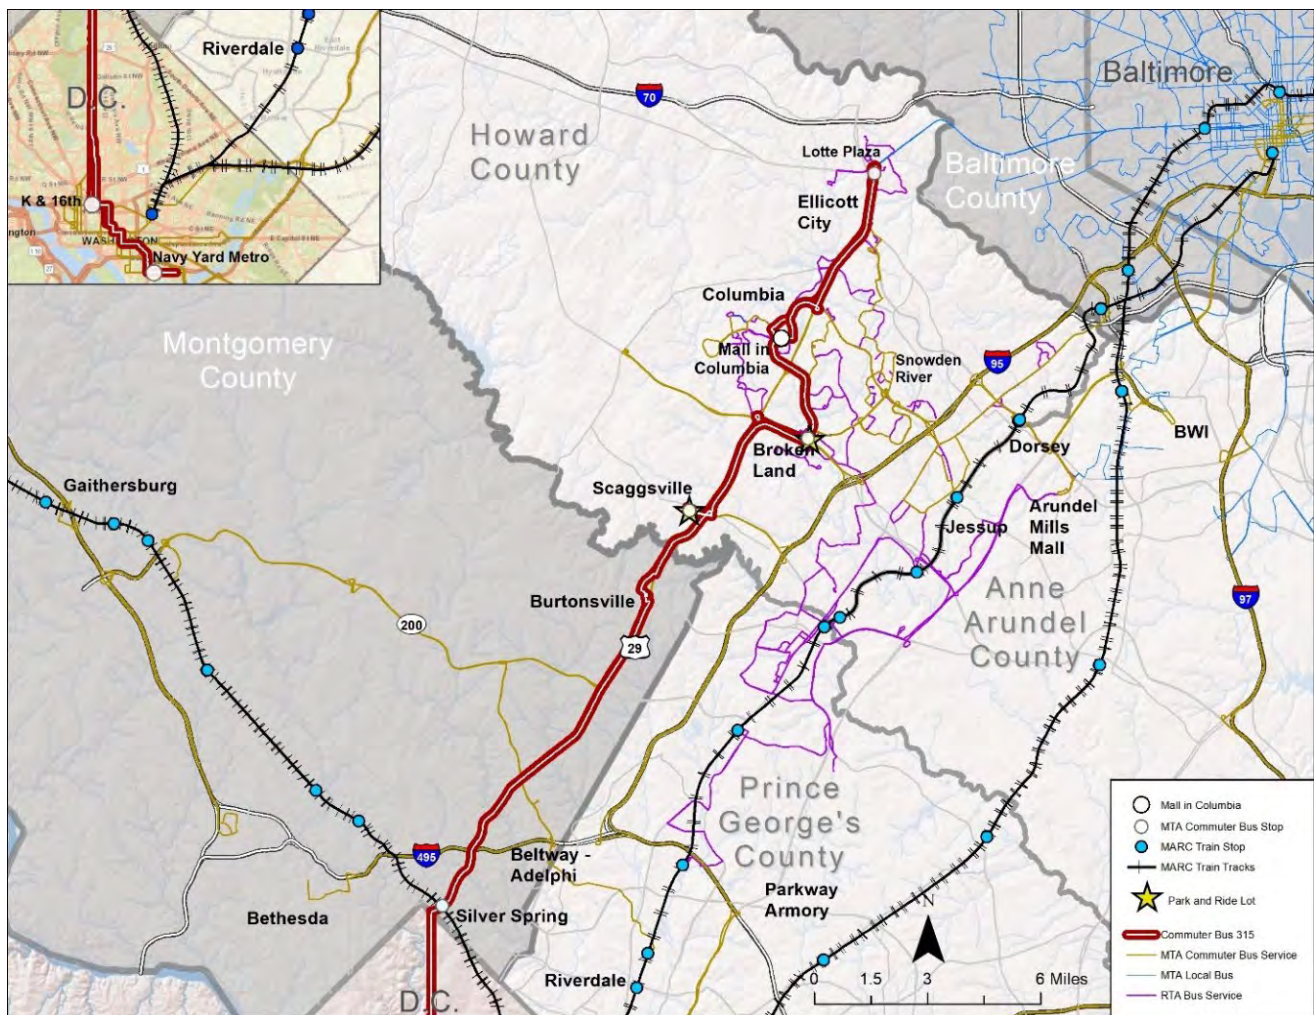 Riverdale
D.C.
K & 16th
WASHINGTON
Navy Yard Metro
70
Baltimore
Howard
County
Lotte Plaza
Baltimore
County
Ellicott
City
Columbia
Mall in
Columbia
Montgomery
County
Snowden
River
95
BWI
Dorsey
Broken
Land
Gaithersburg
Scaggsville
Jessup
Arundel
Mills
Mall
Burtonsville
Anne
Arundel
County
97
200
29
Prince
George's
County
495
Beltway -
Adelphi
Bethesda
Silver Spring
Parkway
Armory
Riverdale
D.C.
N
0 1.5 3 6 Miles
Mall in Columbia
MTA Commuter Bus Stop
MARC Train Stop
MARC Train Tracks
Park and Ride Lot
Commuter Bus 315
MTA Commuter Bus Service
MTA Local Bus
RTA Bus Service